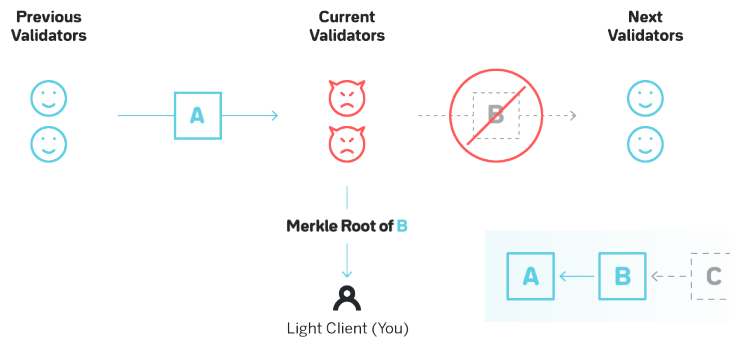 Previous
Validators
Current
Validators
Next
Validators
A
B
Merkle Root of B
Light Client (You)
A
B
C